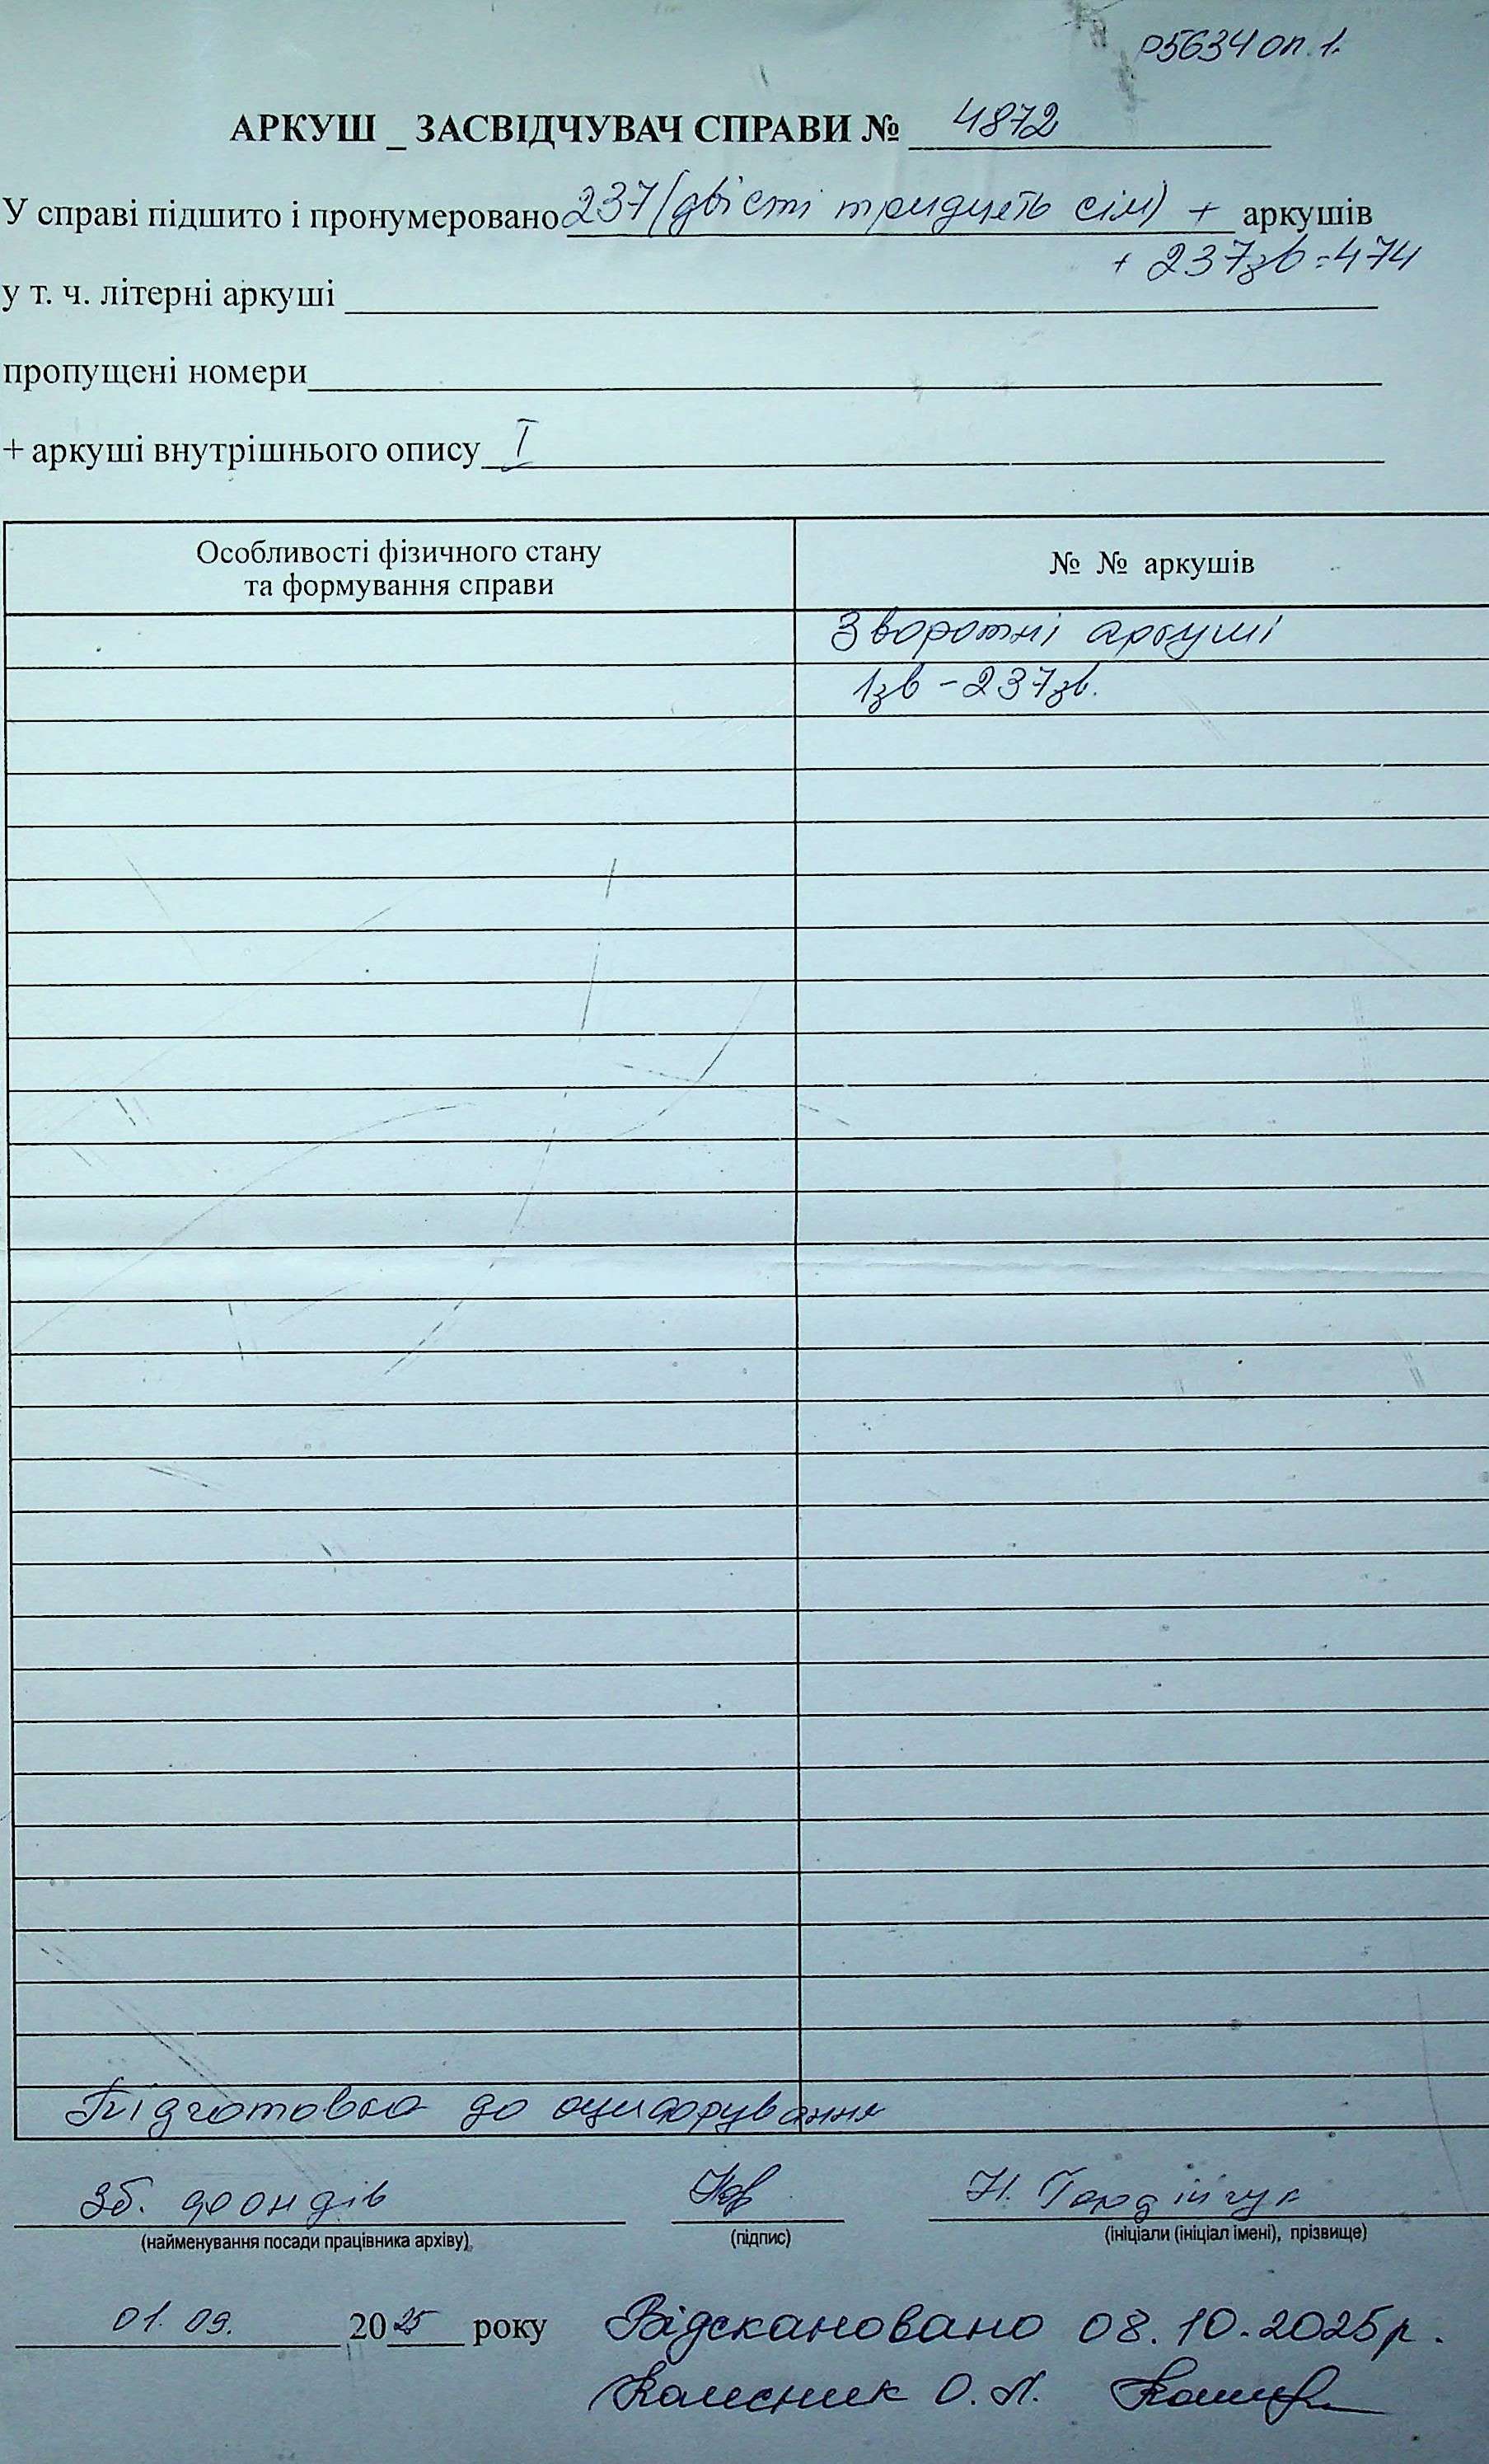 Р5634 оп. 1.
АРКУШ _ ЗАСВІДЧУВАЧ СПРАВИ № 4872
У справі підшито і пронумеровано 237 (двісті тридцять сім) + аркушів
+ 237зв = 474
у т. ч. літерні аркуші
пропущені номери
+ аркуші внутрішнього опису I
Особливості фізичного стану
та формування справи
№ № аркушів
Зворотні аркуші
1зв - 237зв.
Підготовка до оцифрування
Зб. фондів
Н. Гордійчук
(найменування посади працівника архіву)
(підпис)
(ініціали (ініціал імені), прізвище)
01. 09. 2025 року
Відскановано 08.10.2025р.
Колесник О. Л.